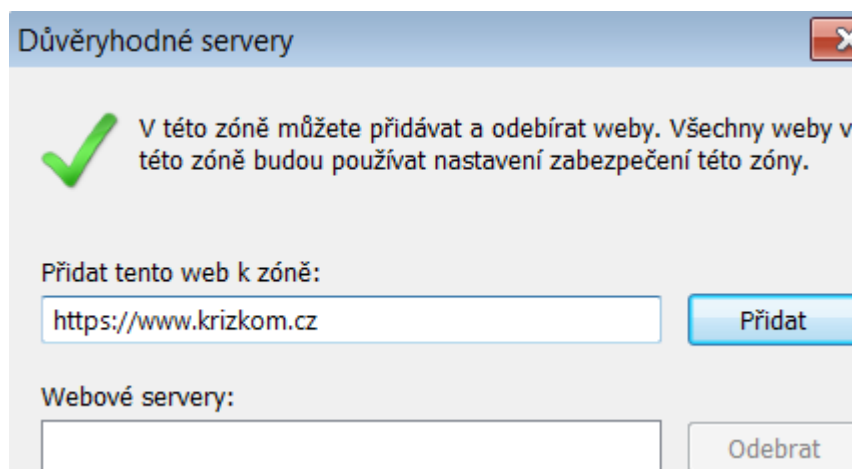 Důvěryhodné servery
V této zóně můžete přidávat a odebírat weby. Všechny weby v
této zóně budou používat nastavení zabezpečení této zóny.
Přidat tento web k zóně:
https://www.krizkom.cz
Přidat
Webové servery:
Odebrat